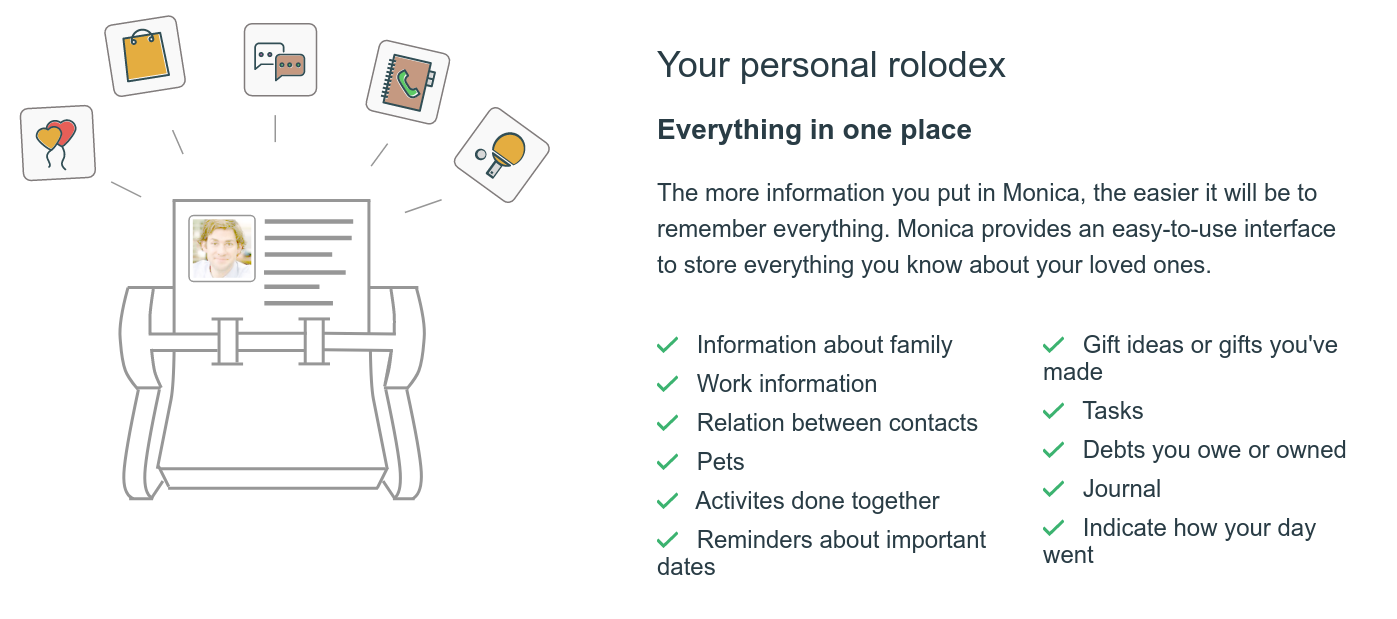 Your personal rolodex
Everything in one place
The more information you put in Monica, the easier it will be to
remember everything. Monica provides an easy-to-use interface
to store everything you know about your loved ones.
Information about family
Work information
Relation between contacts
Pets
Activites done together
Reminders about important
dates
Gift ideas or gifts you've
made
Tasks
Debts you owe or owned
Journal
Indicate how your day
went